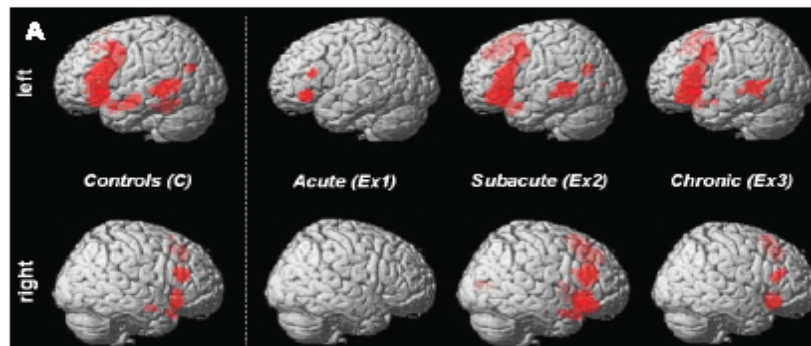 A
left
Controls (C) Acute (Ex1) Subacute (Ex2) Chronic (Ex3)
right